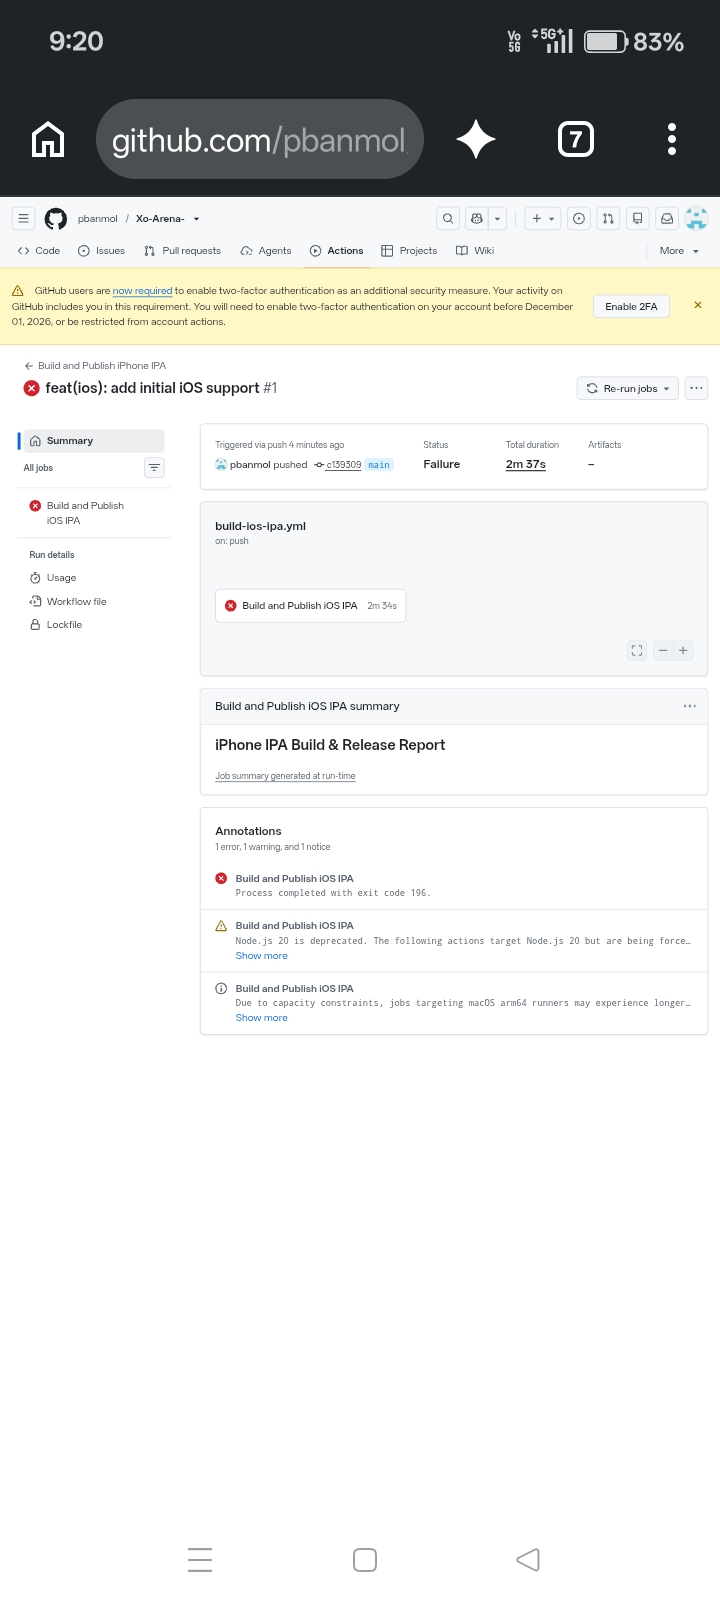 9:20
Vo 5G
5G+
83%
github.com/pbanmol
7
pbanmol / Xo-Arena-
Code
Issues
Pull requests
Agents
Actions
Projects
Wiki
More
GitHub users are now required to enable two-factor authentication as an additional security measure. Your activity on
GitHub includes you in this requirement. You will need to enable two-factor authentication on your account before December
01, 2026, or be restricted from account actions.
Enable 2FA
Build and Publish iPhone IPA
feat(ios): add initial iOS support #1
Re-run jobs
Summary
All jobs
Build and Publish
iOS IPA
Run details
Usage
Workflow file
Lockfile
Triggered via push 4 minutes ago
pbanmol pushed c139309 main
Status
Failure
Total duration
2m 37s
Artifacts
–
build-ios-ipa.yml
on: push
Build and Publish iOS IPA 2m 34s
Build and Publish iOS IPA summary
iPhone IPA Build & Release Report
Job summary generated at run-time
Annotations
1 error, 1 warning, and 1 notice
Build and Publish iOS IPA
Process completed with exit code 196.
Build and Publish iOS IPA
Node.js 20 is deprecated. The following actions target Node.js 20 but are being force…
Show more
Build and Publish iOS IPA
Due to capacity constraints, jobs targeting macOS arm64 runners may experience longer…
Show more